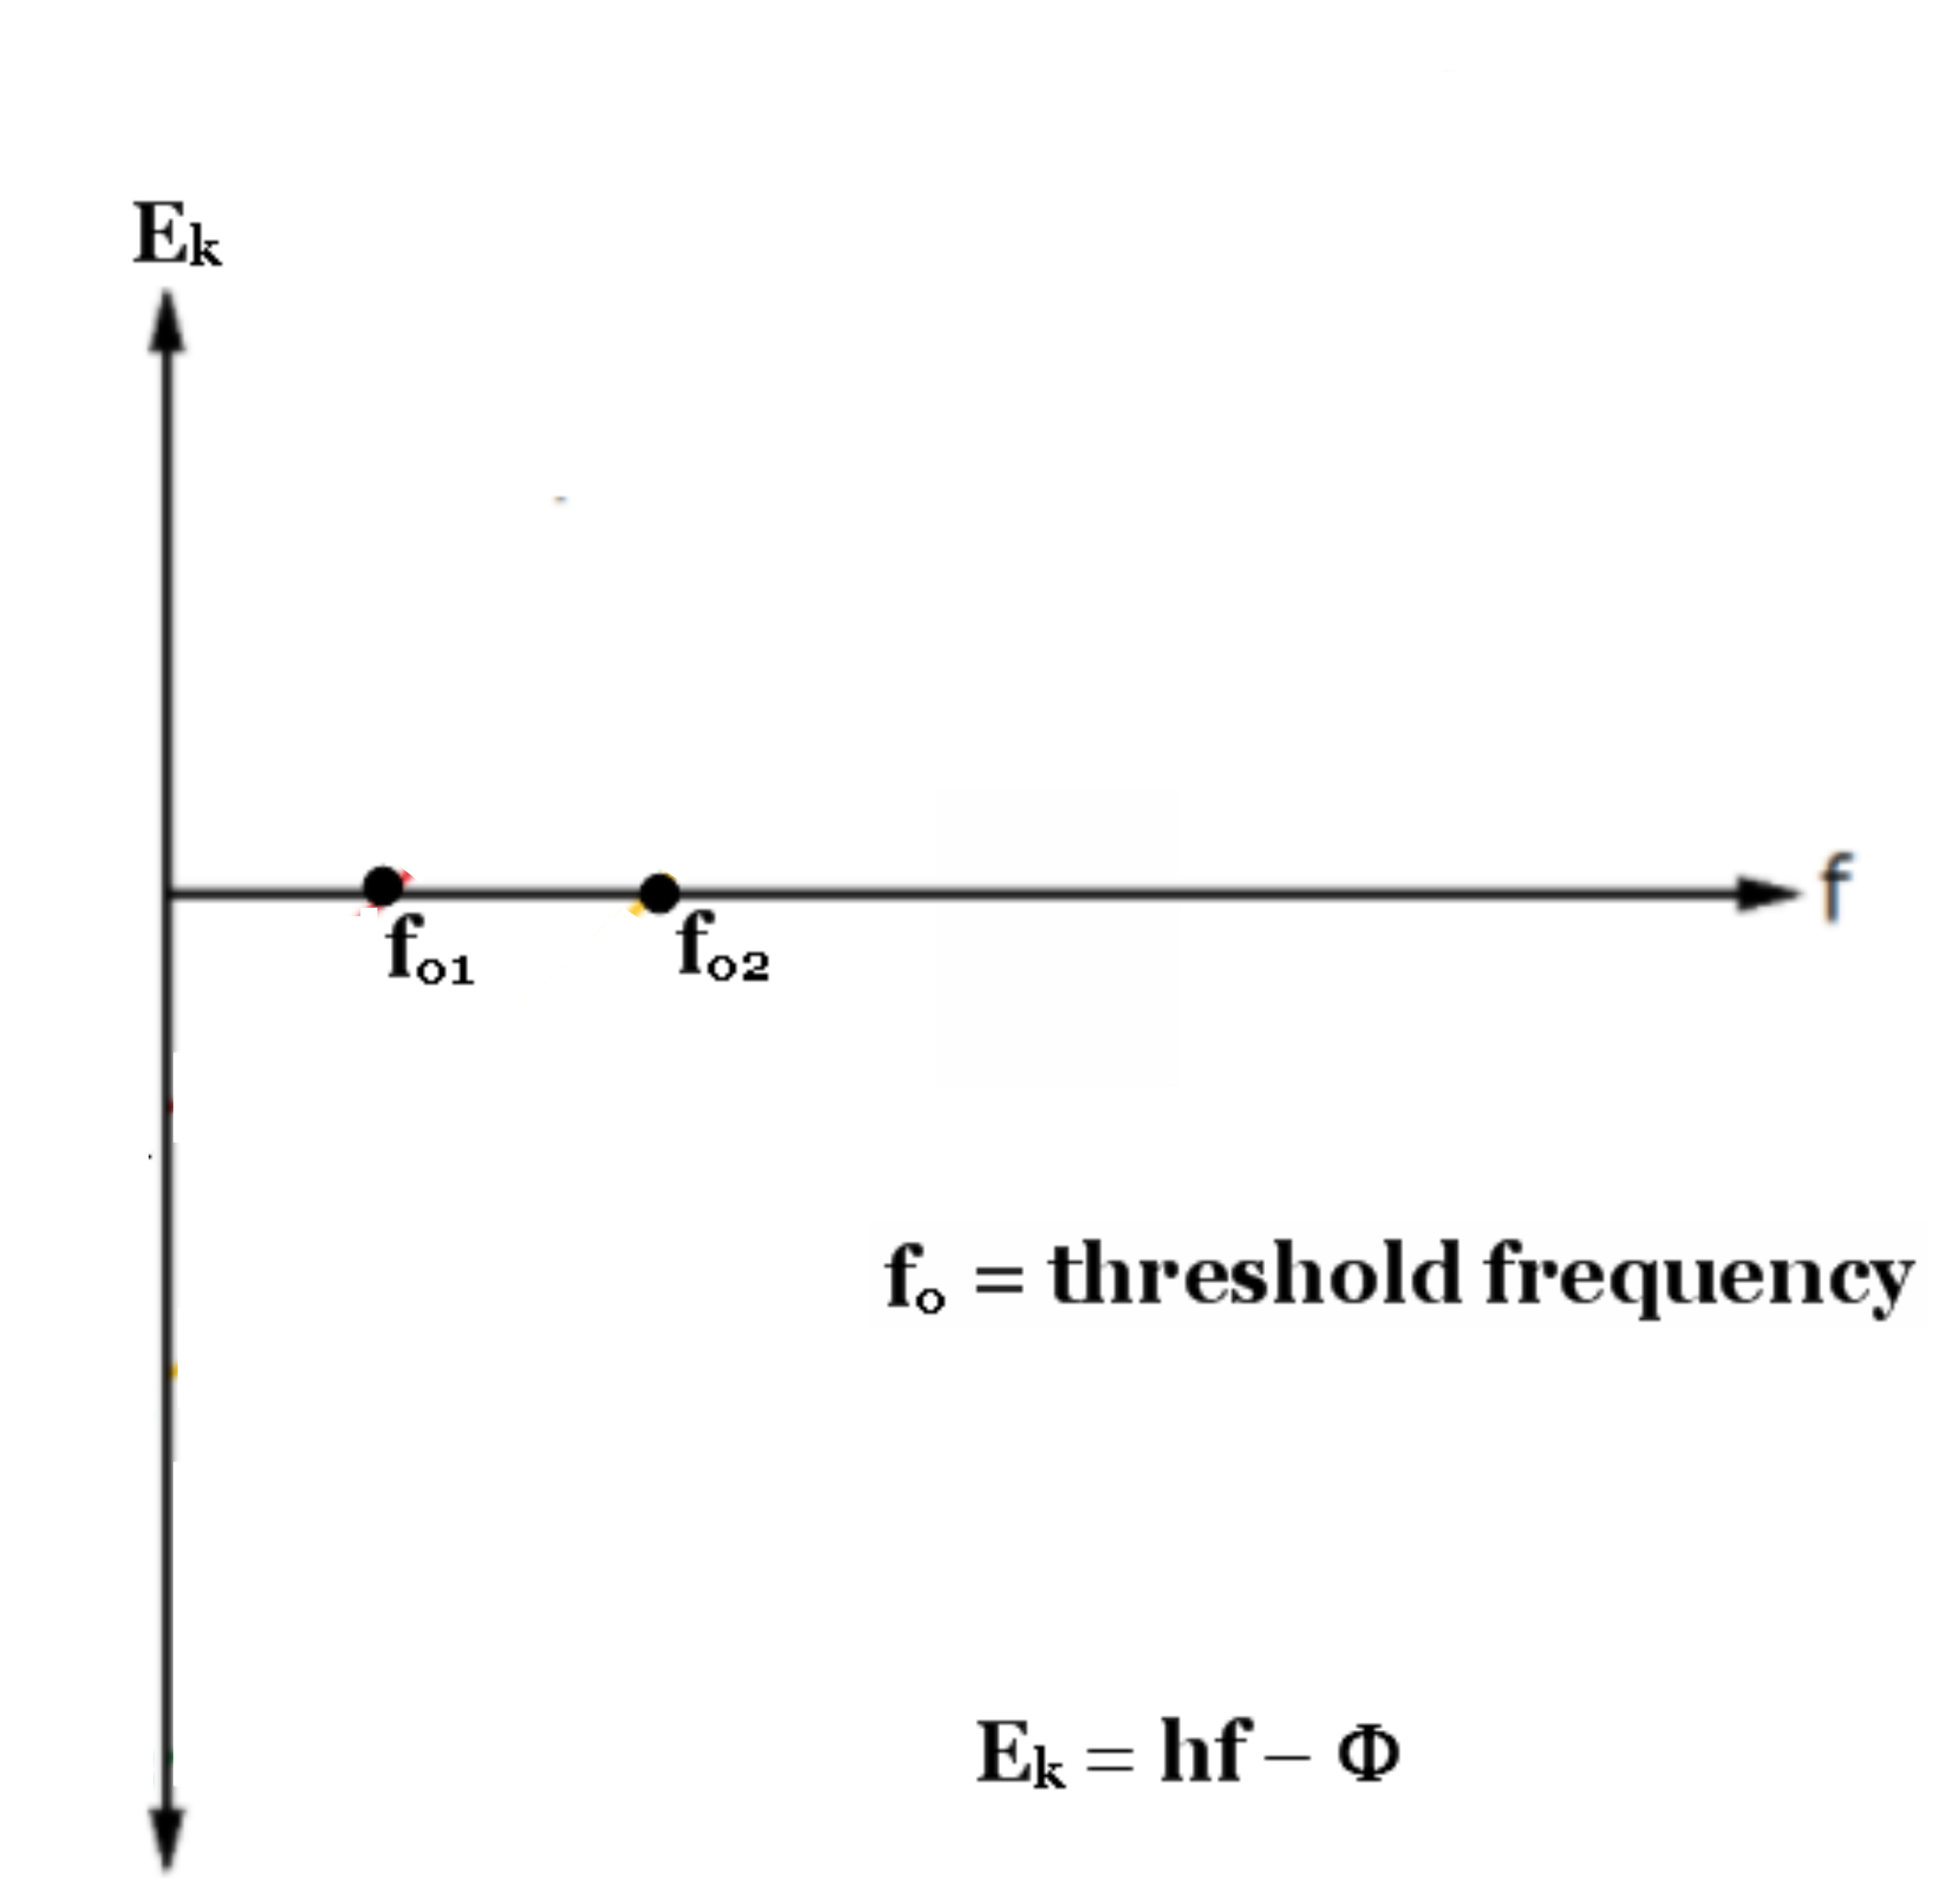 Ek
f
fo1
fo2
fo = threshold frequency
Ek = hf – Φ